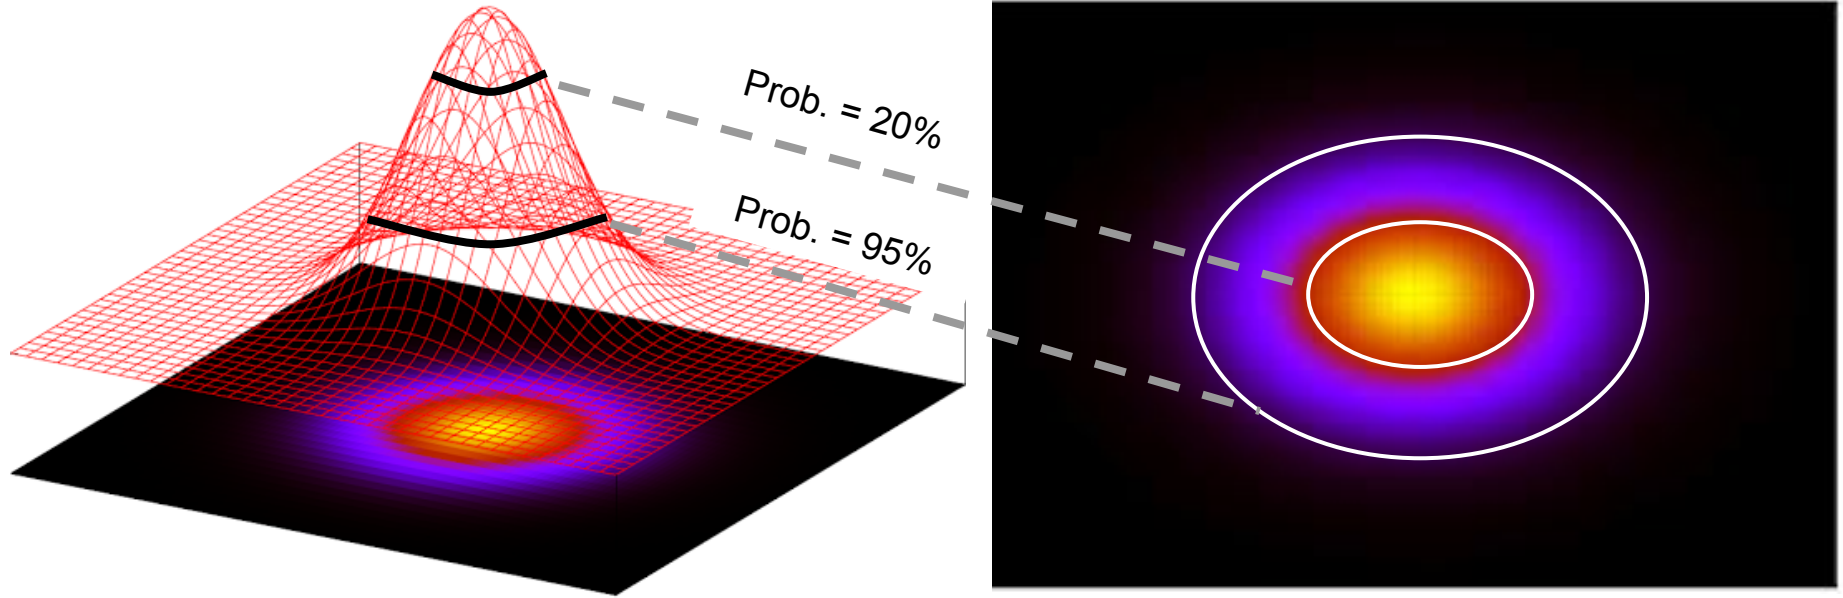 Prob. = 20%
Prob. = 95%